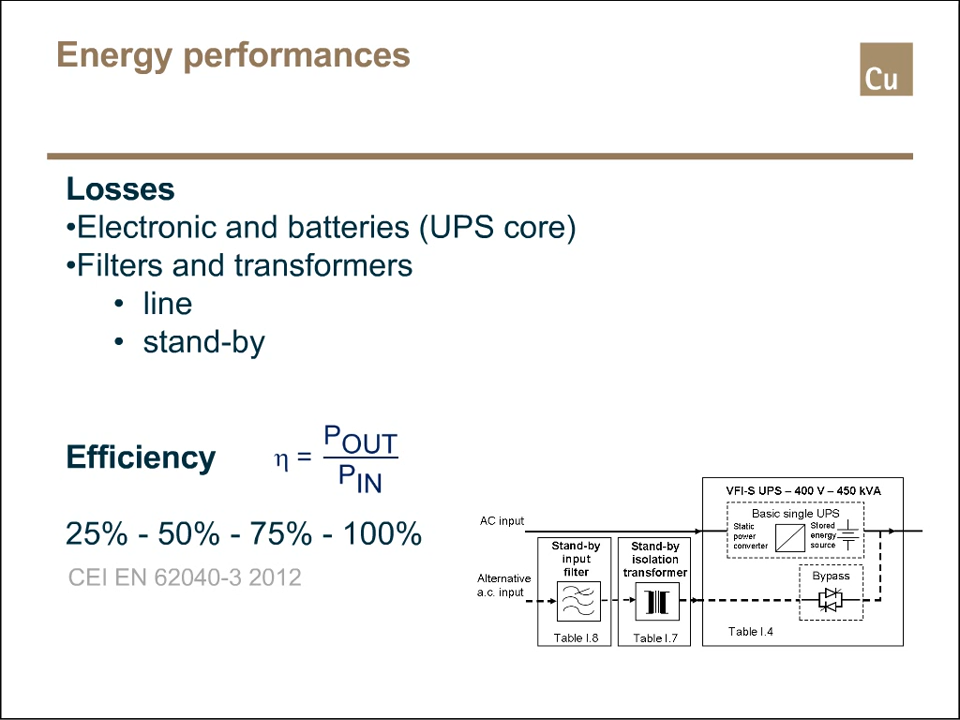 Energy performances
Cu
Losses
•Electronic and batteries (UPS core)
•Filters and transformers
• line
• stand-by
Efficiency
η = POUT
PIN
25% - 50% - 75% - 100%
CEI EN 62040-3 2012
VFI-S UPS – 400 V – 450 kVA
Basic single UPS
Static
power
converter
Stored
energy
source
AC input
Stand-by
input
filter
Stand-by
isolation
transformer
Alternative
a.c. input
Bypass
Table I.8
Table I.7
Table I.4